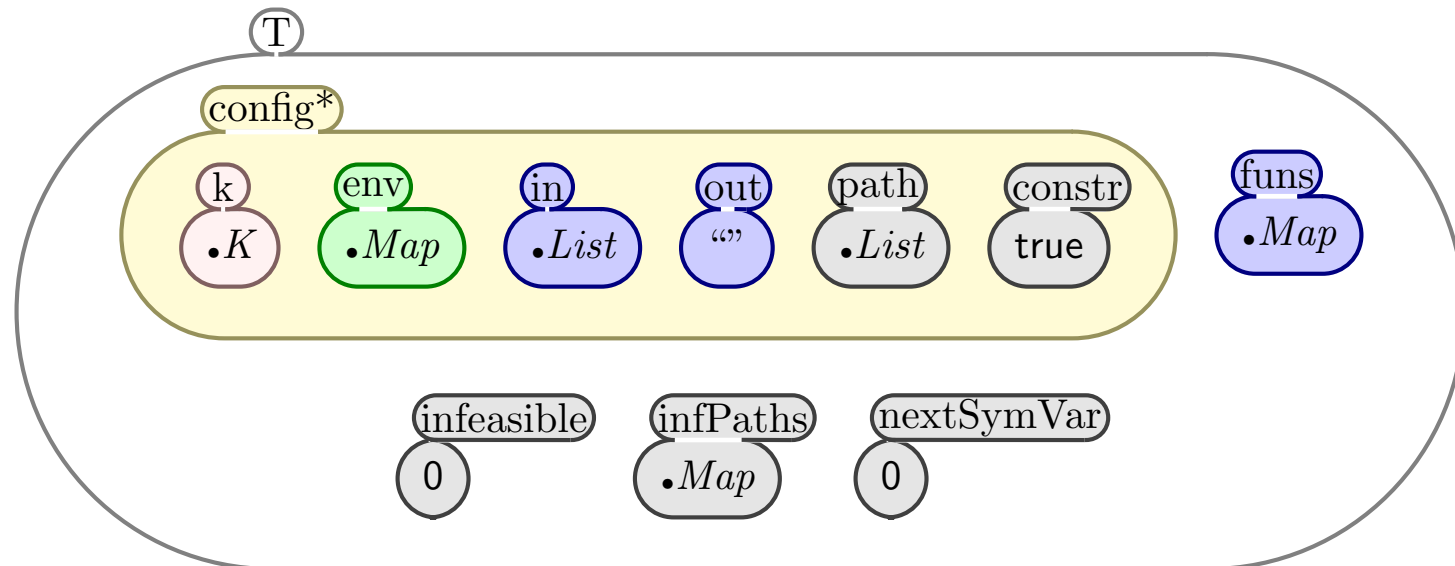 T
config*
k env in out path constr funs
•K •Map •List “” •List true •Map
infeasible infPaths nextSymVar
0 •Map 0